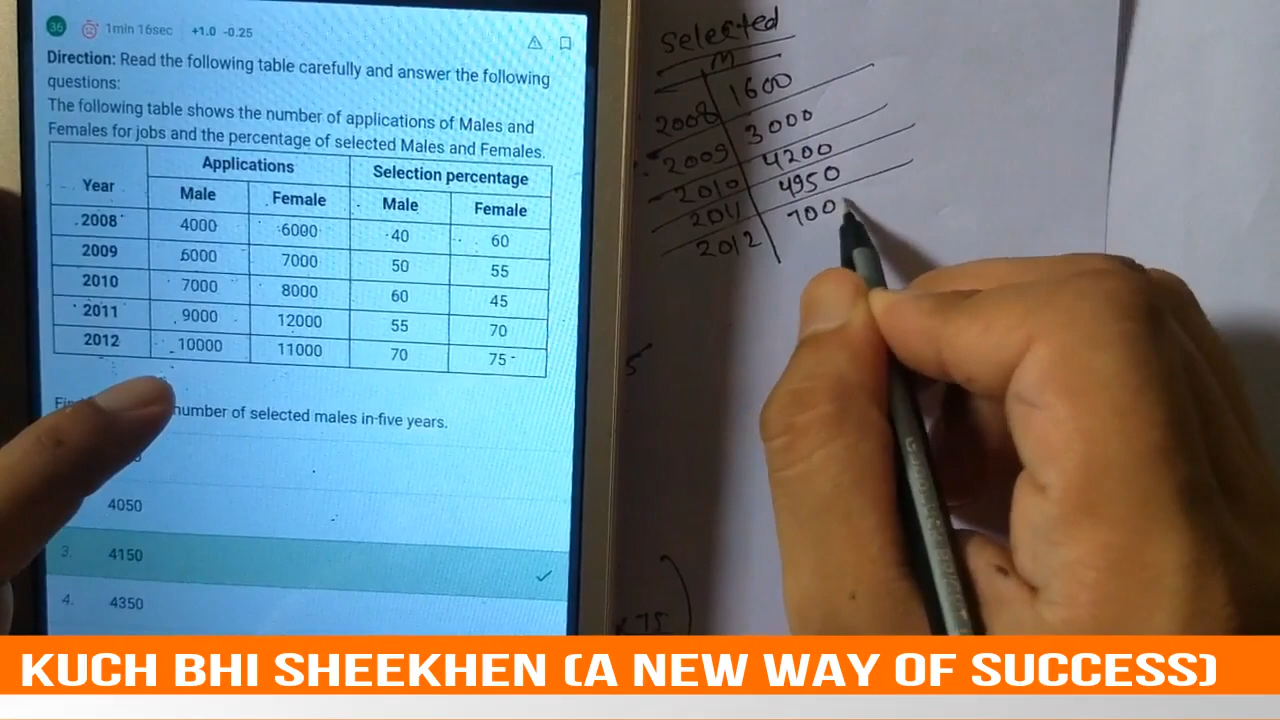 36 1min 16sec +1.0 -0.25
Direction: Read the following table carefully and answer the following
questions:
The following table shows the number of applications of Males and
Females for jobs and the percentage of selected Males and Females.
Year Applications Selection percentage
Male Female Male Female
2008 4000 6000 40 60
2009 6000 7000 50 55
2010 7000 8000 60 45
2011 9000 12000 55 70
2012 10000 11000 70 75
number of selected males in five years.
4050
3. 4150
4. 4350
Selected
M
2008 1600
2009 3000
2010 4200
2011 4950
2012 700
×75
KUCH BHI SHEEKHEN (A NEW WAY OF SUCCESS)